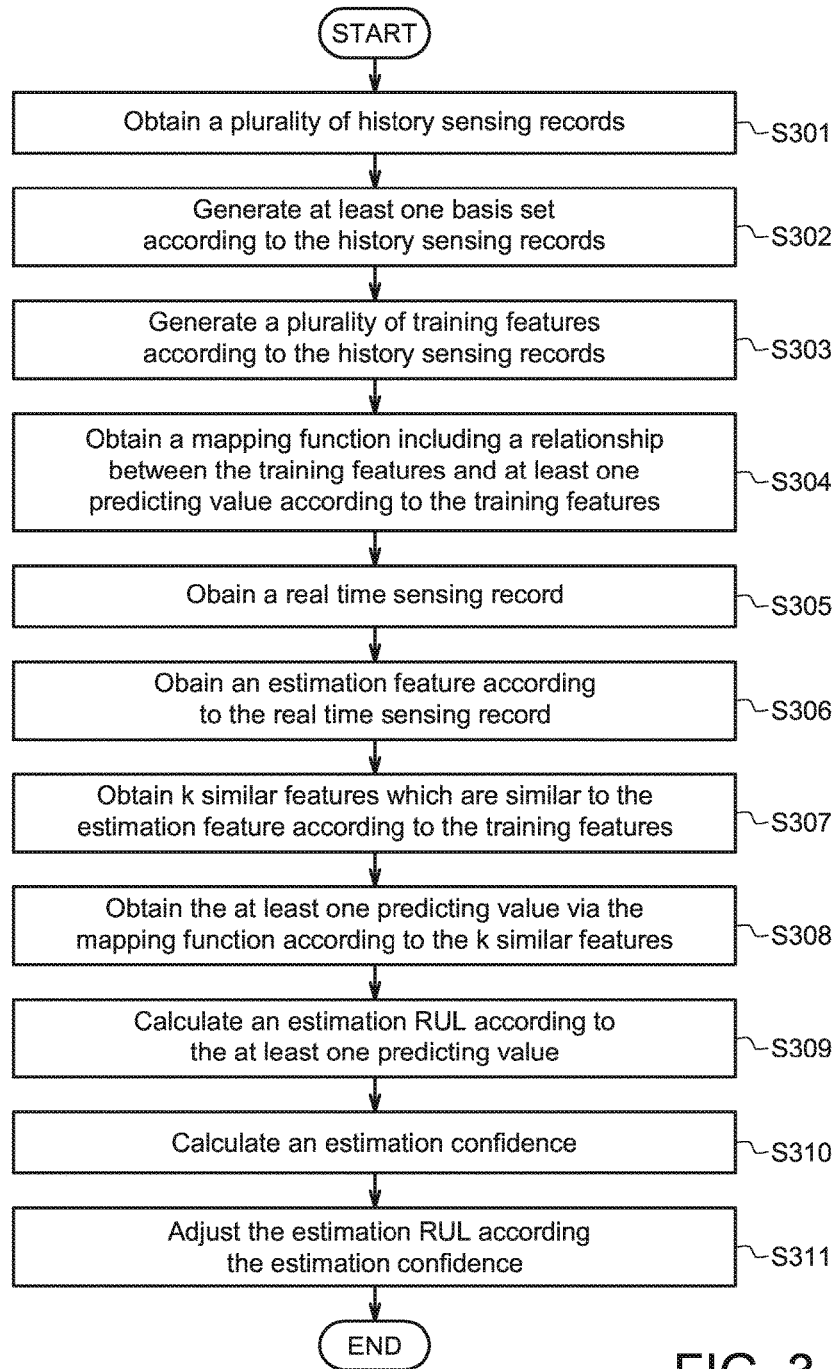 START
Obtain a plurality of history sensing records
S301
Generate at least one basis set
according to the history sensing records
S302
Generate a plurality of training features
according to the history sensing records
S303
Obtain a mapping function including a relationship
between the training features and at least one
predicting value according to the training features
S304
Obain a real time sensing record
S305
Obain an estimation feature according
to the real time sensing record
S306
Obtain k similar features which are similar to the
estimation feature according to the training features
S307
Obtain the at least one predicting value via the
mapping function according to the k similar features
S308
Calculate an estimation RUL according to
the at least one predicting value
S309
Calculate an estimation confidence
S310
Adjust the estimation RUL according
the estimation confidence
S311
END
FIG. 3